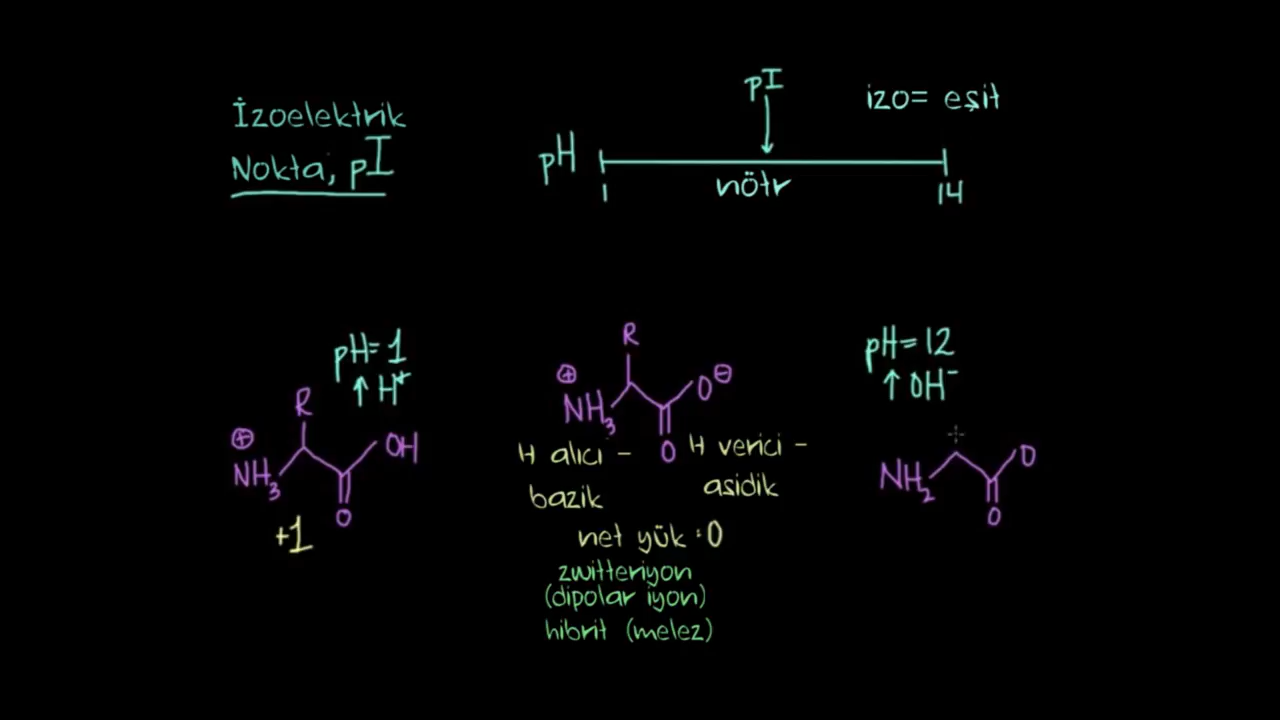 İzoelektrik
Nokta, pI
pI
izo= eşit
pH
1
nötr
14
pH= 1
↑ H+
R
⊕
NH3
OH
O
+1
R
⊕
NH3
O⊖
O
H alıcı -
bazik
H verici -
asidik
net yük : 0
zwitteriyon
(dipolar iyon)
hibrit (melez)
pH= 12
↑ OH-
NH2
O
O